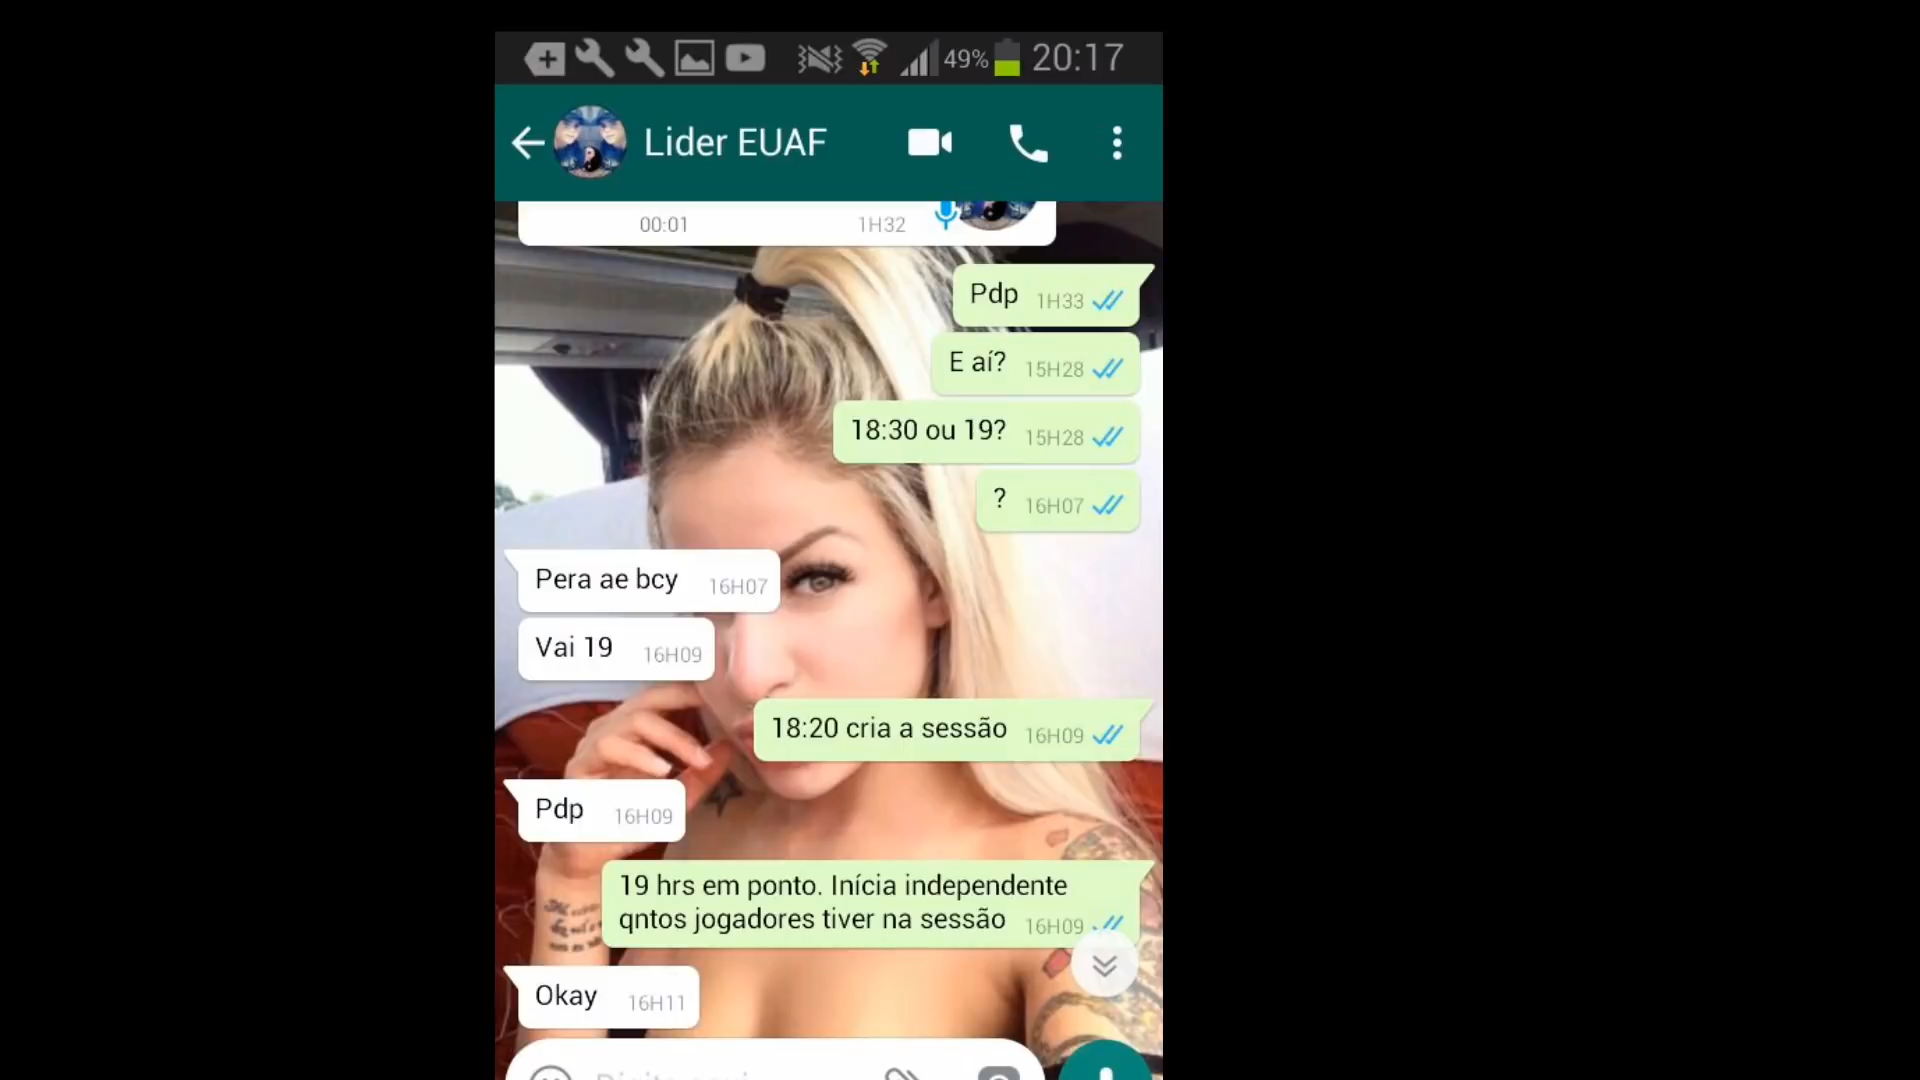 49% 20:17
Lider EUAF
00:01 1H32
Pdp 1H33
E aí? 15H28
18:30 ou 19? 15H28
? 16H07
Pera ae bcy 16H07
Vai 19 16H09
18:20 cria a sessão 16H09
Pdp 16H09
19 hrs em ponto. Inícia independente
qntos jogadores tiver na sessão 16H09
Okay 16H11